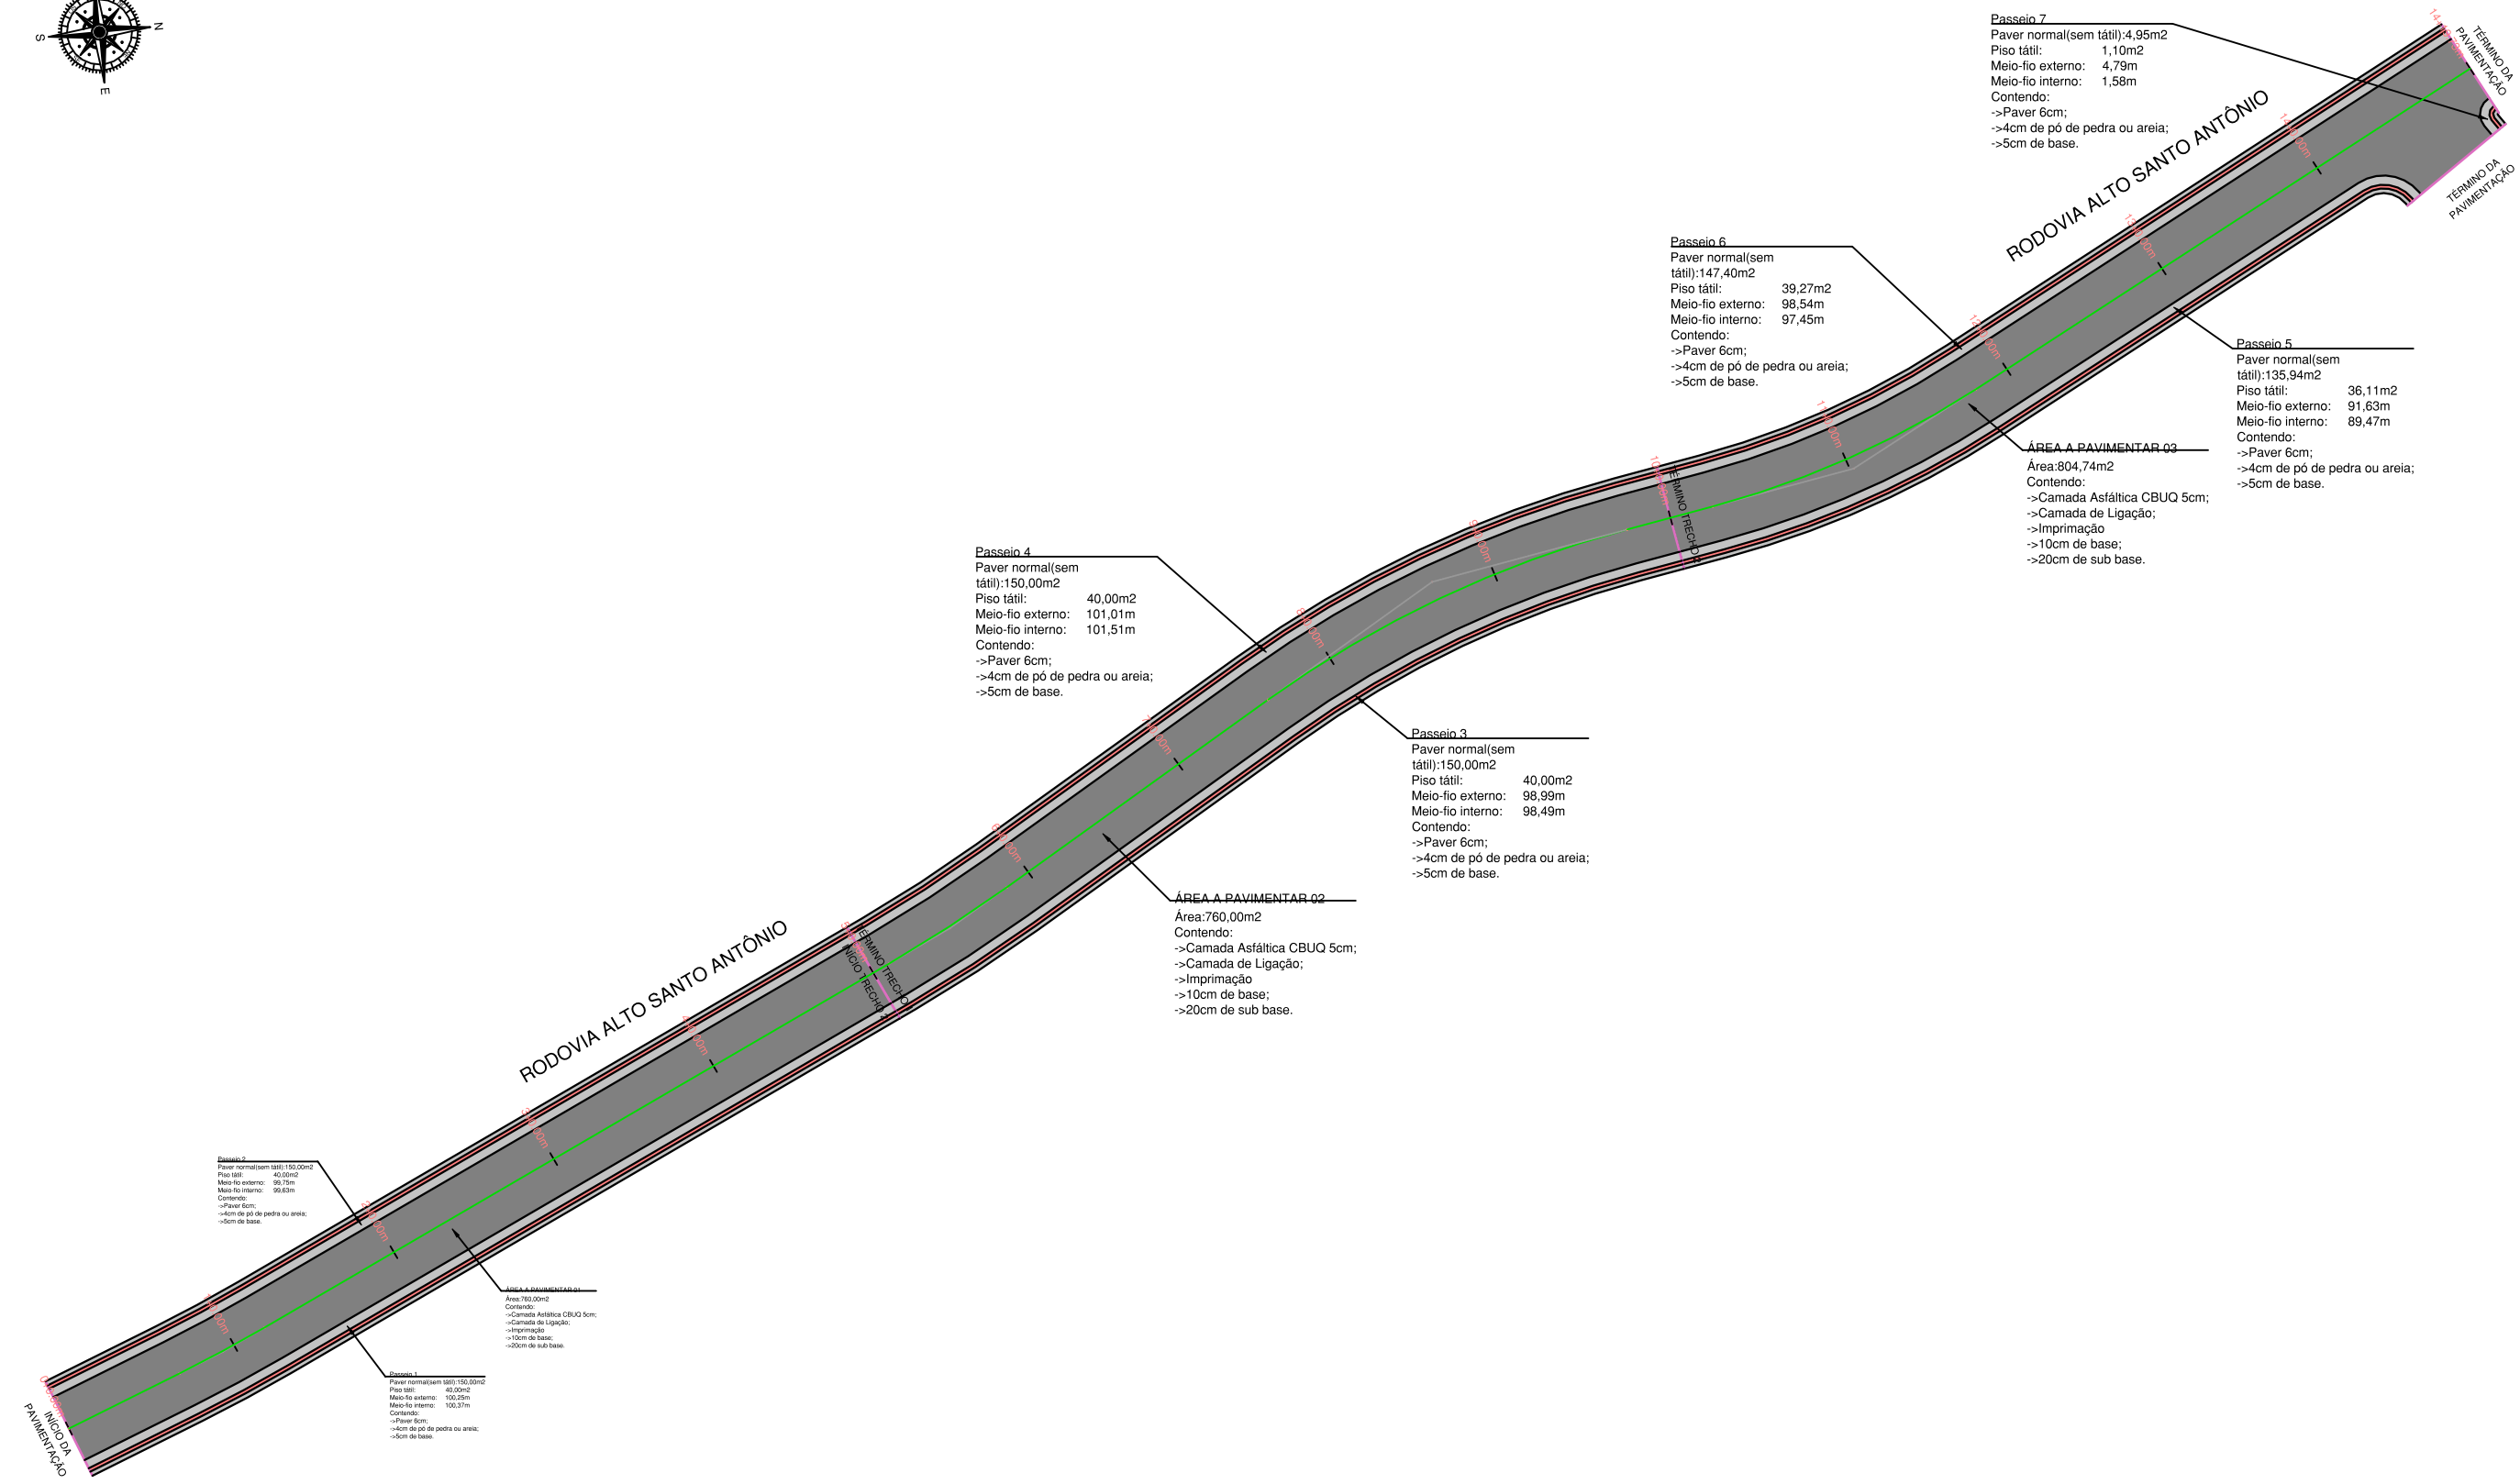 S
N
E
Passeio 7
Paver normal(sem tátil):4,95m2
Piso tátil: 1,10m2
Meio-fio externo: 4,79m
Meio-fio interno: 1,58m
Contendo:
->Paver 6cm;
->4cm de pó de pedra ou areia;
->5cm de base.
TÉRMINO DA
PAVIMENTAÇÃO
TÉRMINO DA
PAVIMENTAÇÃO
RODOVIA ALTO SANTO ANTÔNIO
Passeio 6
Paver normal(sem
tátil):147,40m2
Piso tátil: 39,27m2
Meio-fio externo: 98,54m
Meio-fio interno: 97,45m
Contendo:
->Paver 6cm;
->4cm de pó de pedra ou areia;
->5cm de base.
Passeio 5
Paver normal(sem
tátil):135,94m2
Piso tátil: 36,11m2
Meio-fio externo: 91,63m
Meio-fio interno: 89,47m
Contendo:
->Paver 6cm;
->4cm de pó de pedra ou areia;
->5cm de base.
ÁREA A PAVIMENTAR 03
Área:804,74m2
Contendo:
->Camada Asfáltica CBUQ 5cm;
->Camada de Ligação;
->Imprimação
->10cm de base;
->20cm de sub base.
TÉRMINO TRECHO
Passeio 4
Paver normal(sem
tátil):150,00m2
Piso tátil: 40,00m2
Meio-fio externo: 101,01m
Meio-fio interno: 101,51m
Contendo:
->Paver 6cm;
->4cm de pó de pedra ou areia;
->5cm de base.
Passeio 3
Paver normal(sem
tátil):150,00m2
Piso tátil: 40,00m2
Meio-fio externo: 98,99m
Meio-fio interno: 98,49m
Contendo:
->Paver 6cm;
->4cm de pó de pedra ou areia;
->5cm de base.
ÁREA A PAVIMENTAR 02
Área:760,00m2
Contendo:
->Camada Asfáltica CBUQ 5cm;
->Camada de Ligação;
->Imprimação
->10cm de base;
->20cm de sub base.
TÉRMINO TRECHO
INÍCIO TRECHO
RODOVIA ALTO SANTO ANTÔNIO
Passeio 2
Paver normal(sem tátil):150,00m2
Piso tátil: 40,00m2
Meio-fio externo: 99,75m
Meio-fio interno: 99,63m
Contendo:
->Paver 6cm;
->4cm de pó de pedra ou areia;
->5cm de base.
ÁREA A PAVIMENTAR 01
Área:760,00m2
Contendo:
->Camada Asfáltica CBUQ 5cm;
->Camada de Ligação;
->Imprimação
->10cm de base;
->20cm de sub base.
Passeio 1
Paver normal(sem tátil):150,00m2
Piso tátil: 40,00m2
Meio-fio externo: 100,25m
Meio-fio interno: 100,37m
Contendo:
->Paver 6cm;
->4cm de pó de pedra ou areia;
->5cm de base.
INÍCIO DA
PAVIMENTAÇÃO